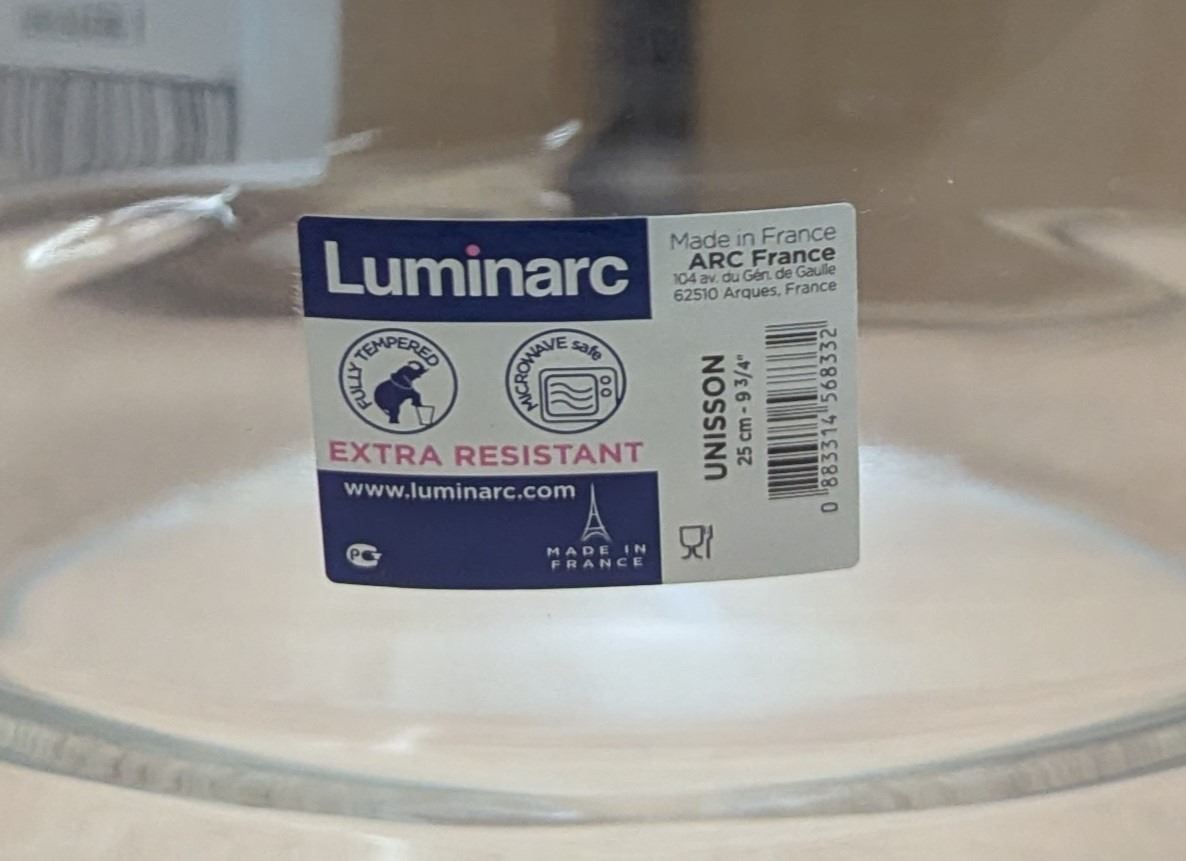 Luminarc
FULLY TEMPERED
MICROWAVE safe
EXTRA RESISTANT
www.luminarc.com
PG
MADE IN
FRANCE
Made in France
ARC France
104 av. du Gén. de Gaulle
62510 Arques, France
UNISSON
25 cm - 9 3/4"
0 883314 568332